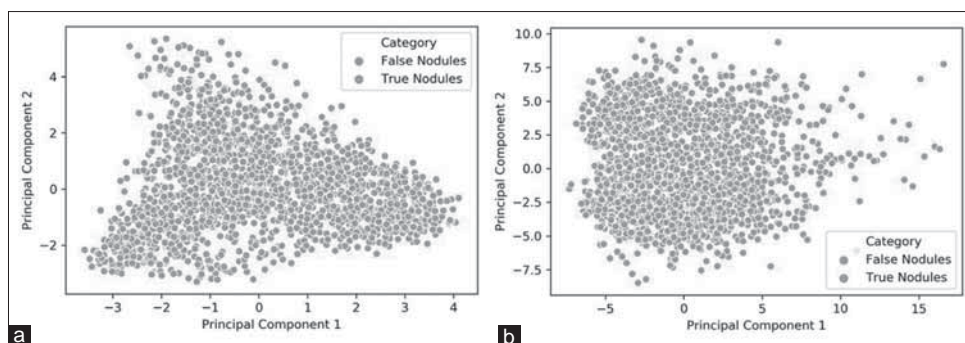 Category
False Nodules
True Nodules
Principal Component 2
4
2
0
−2
−3
−2
−1
0
1
2
3
4
Principal Component 1
a
Principal Component 2
10.0
7.5
5.0
2.5
0.0
−2.5
−5.0
−7.5
Category
False Nodules
True Nodules
−5
0
5
10
15
Principal Component 1
b